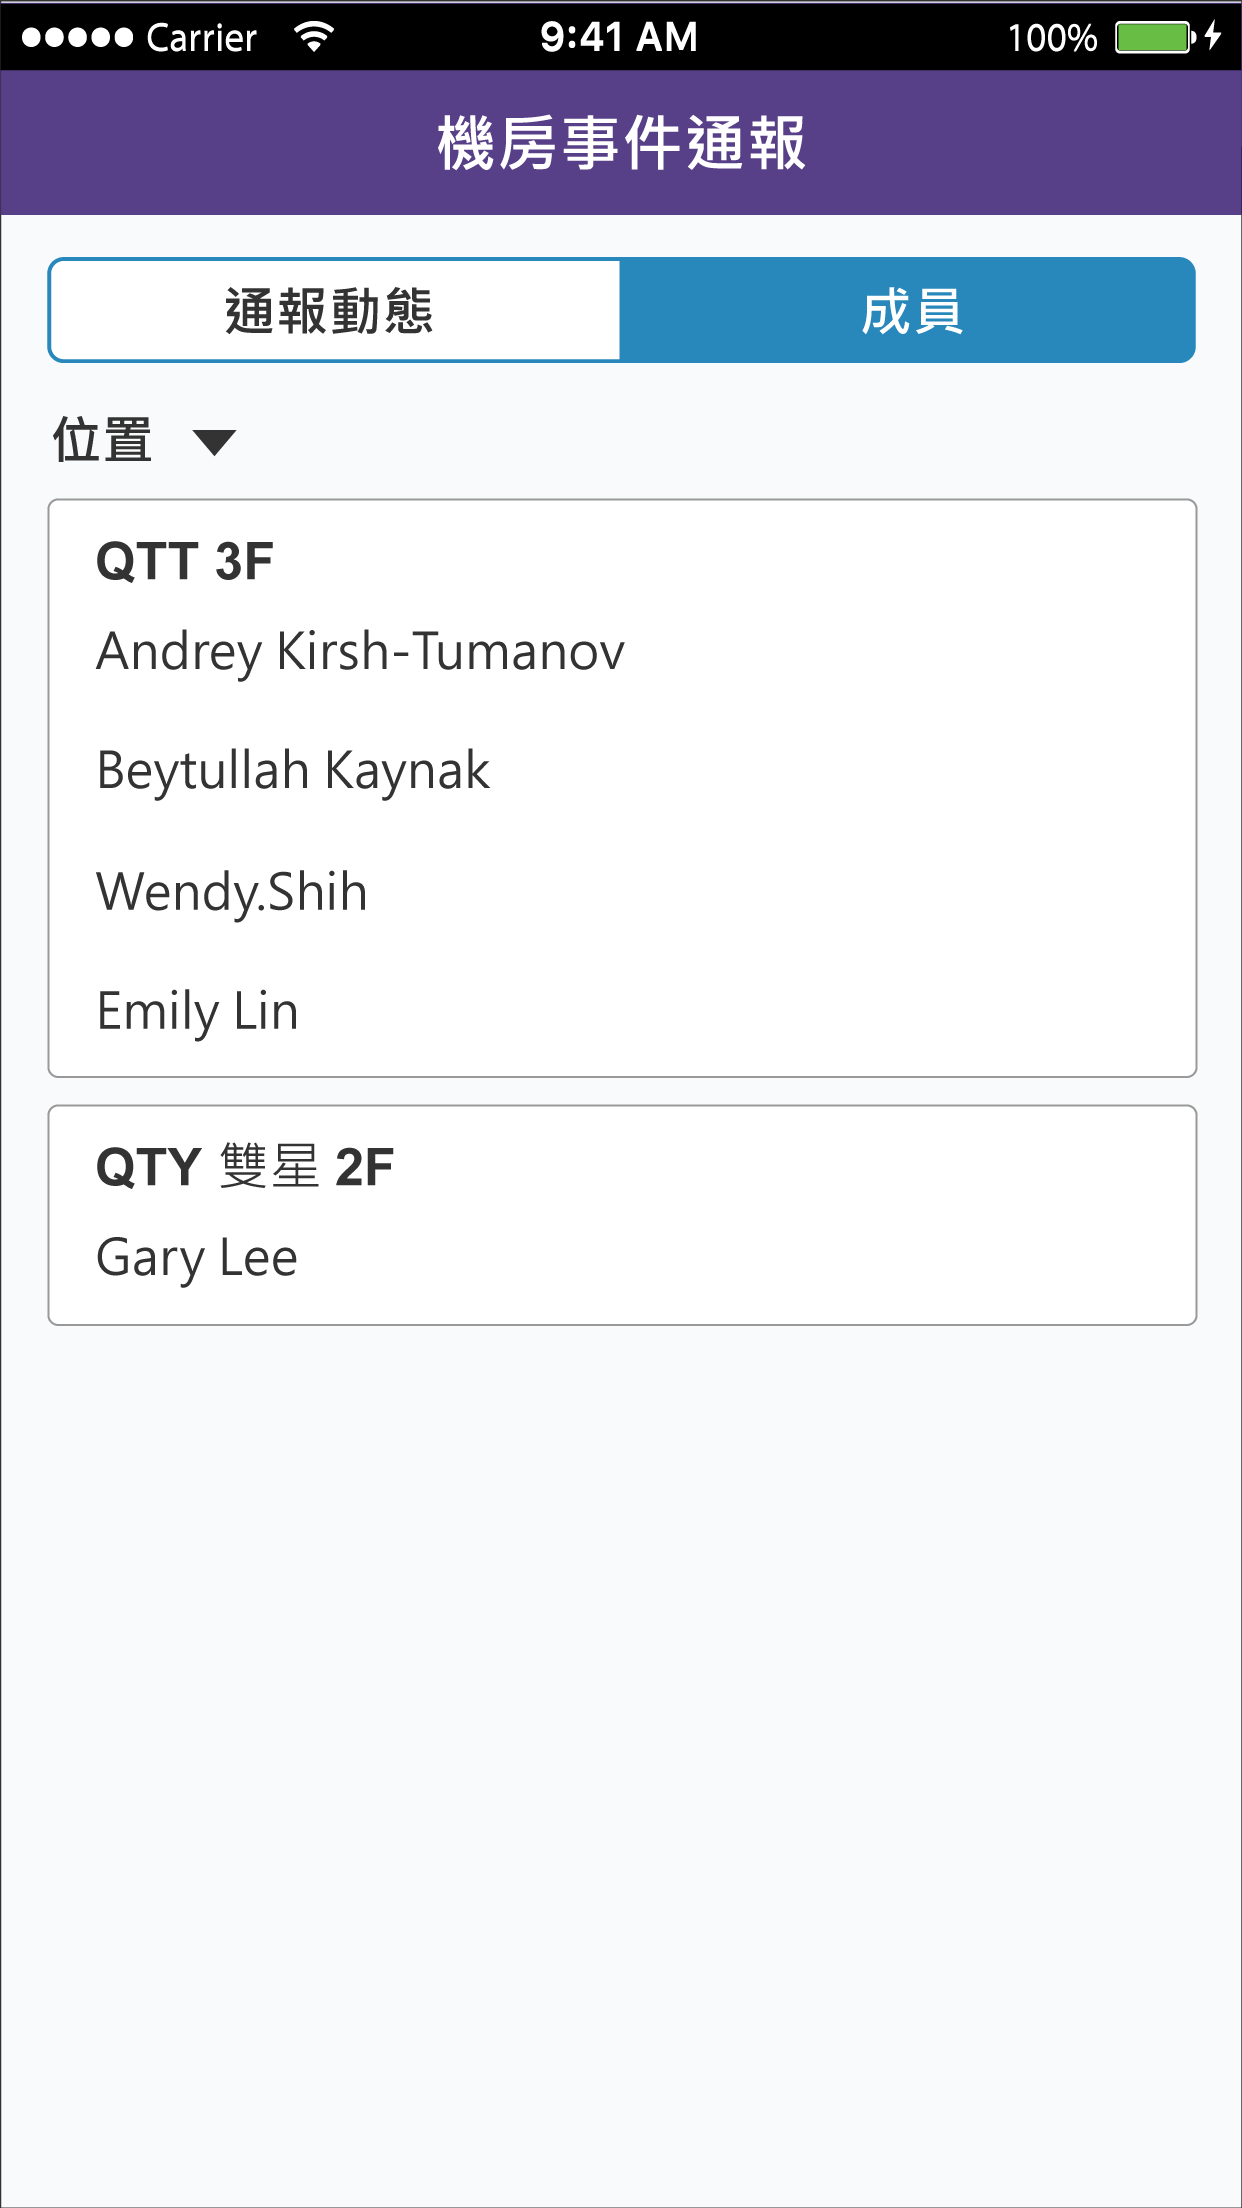 Carrier 9:41 AM 100%
機房事件通報
通報動態 成員
位置
QTT 3F
Andrey Kirsh-Tumanov
Beytullah Kaynak
Wendy.Shih
Emily Lin
QTY 雙星 2F
Gary Lee